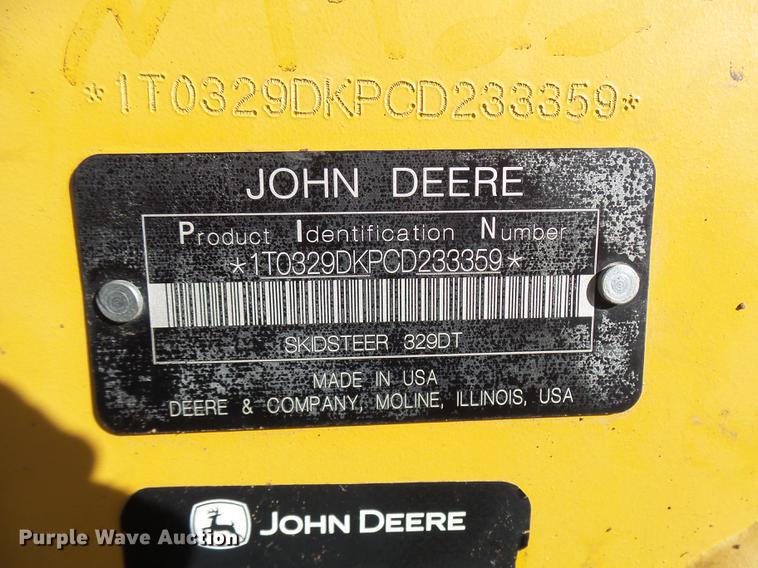 *1T0329DKPCD233359*
JOHN DEERE
Product Identification Number
*1T0329DKPCD233359*
SKIDSTEER 329DT
MADE IN USA
DEERE & COMPANY, MOLINE, ILLINOIS, USA
JOHN DEERE
Purple Wave Auction